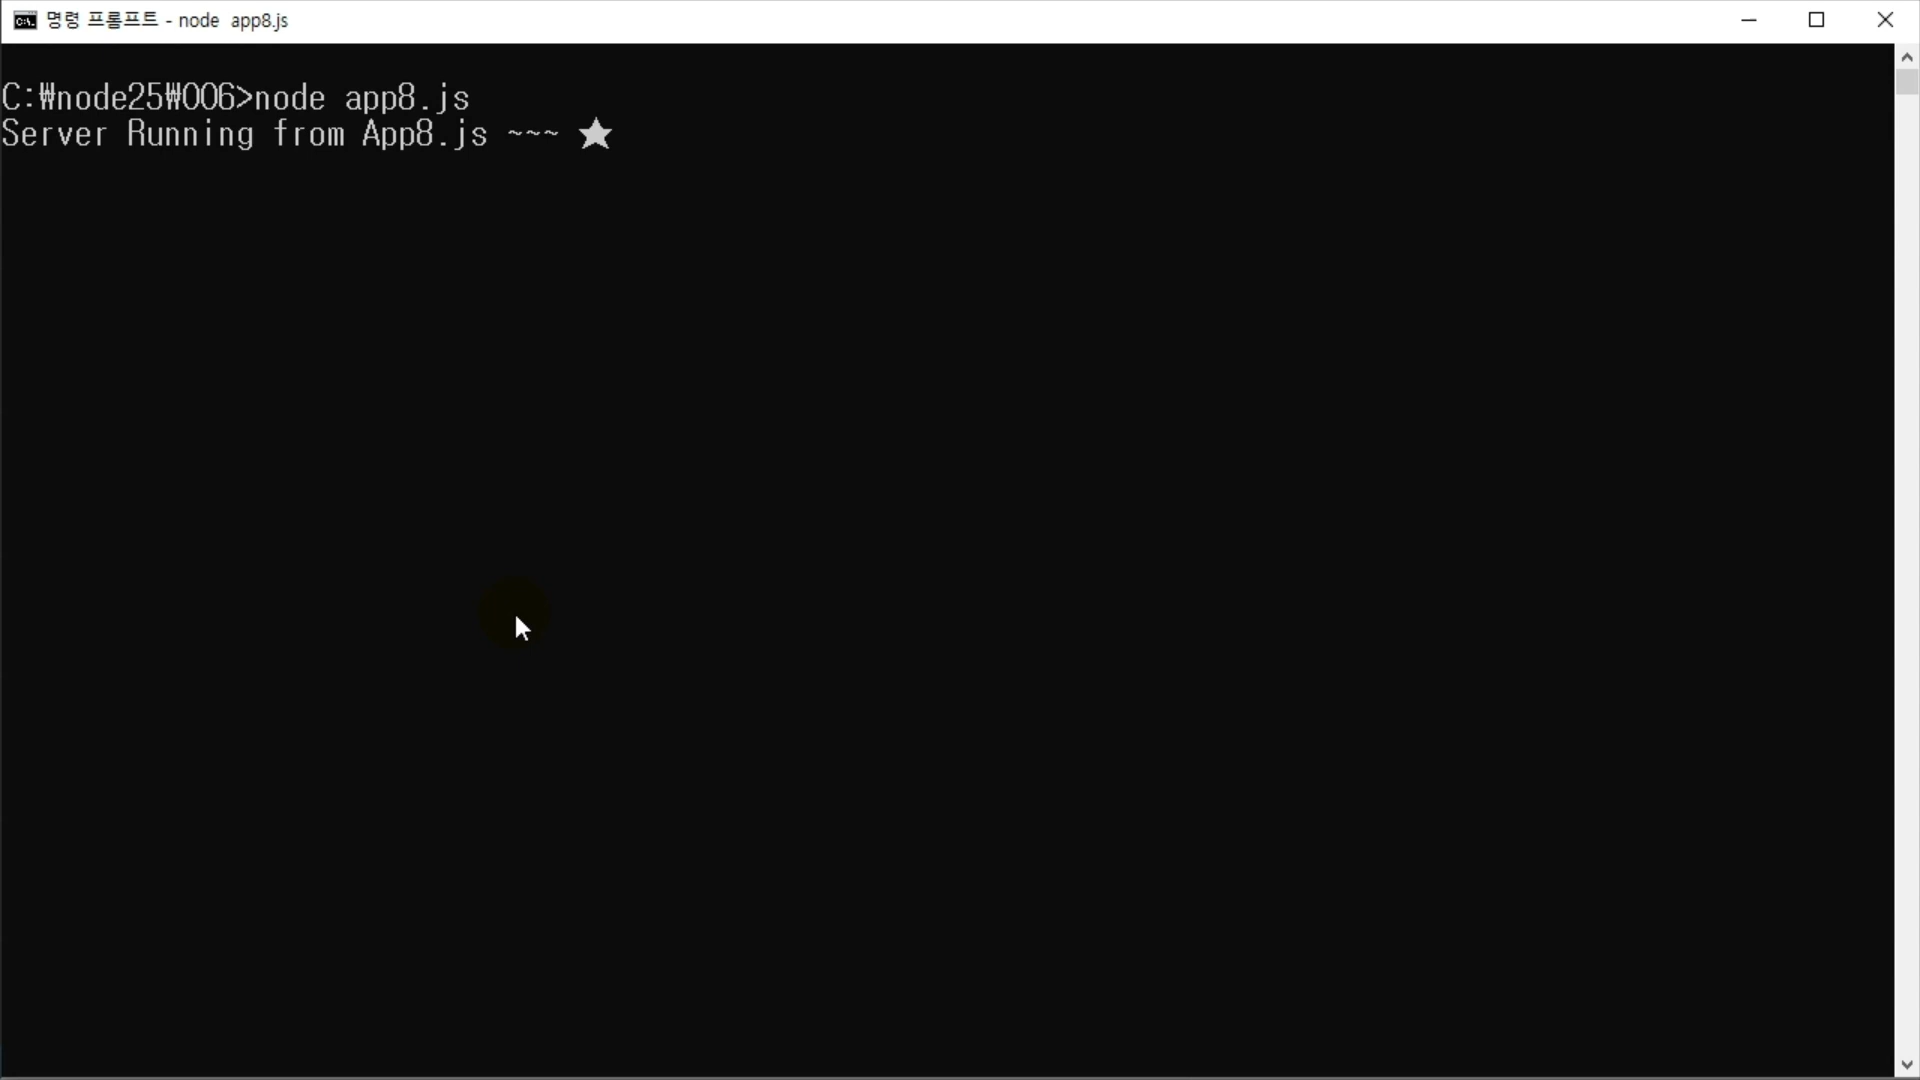 명령 프롬프트 - node  app8.js
C:₩node25₩006>node app8.js
Server Running from App8.js ~~~ ★